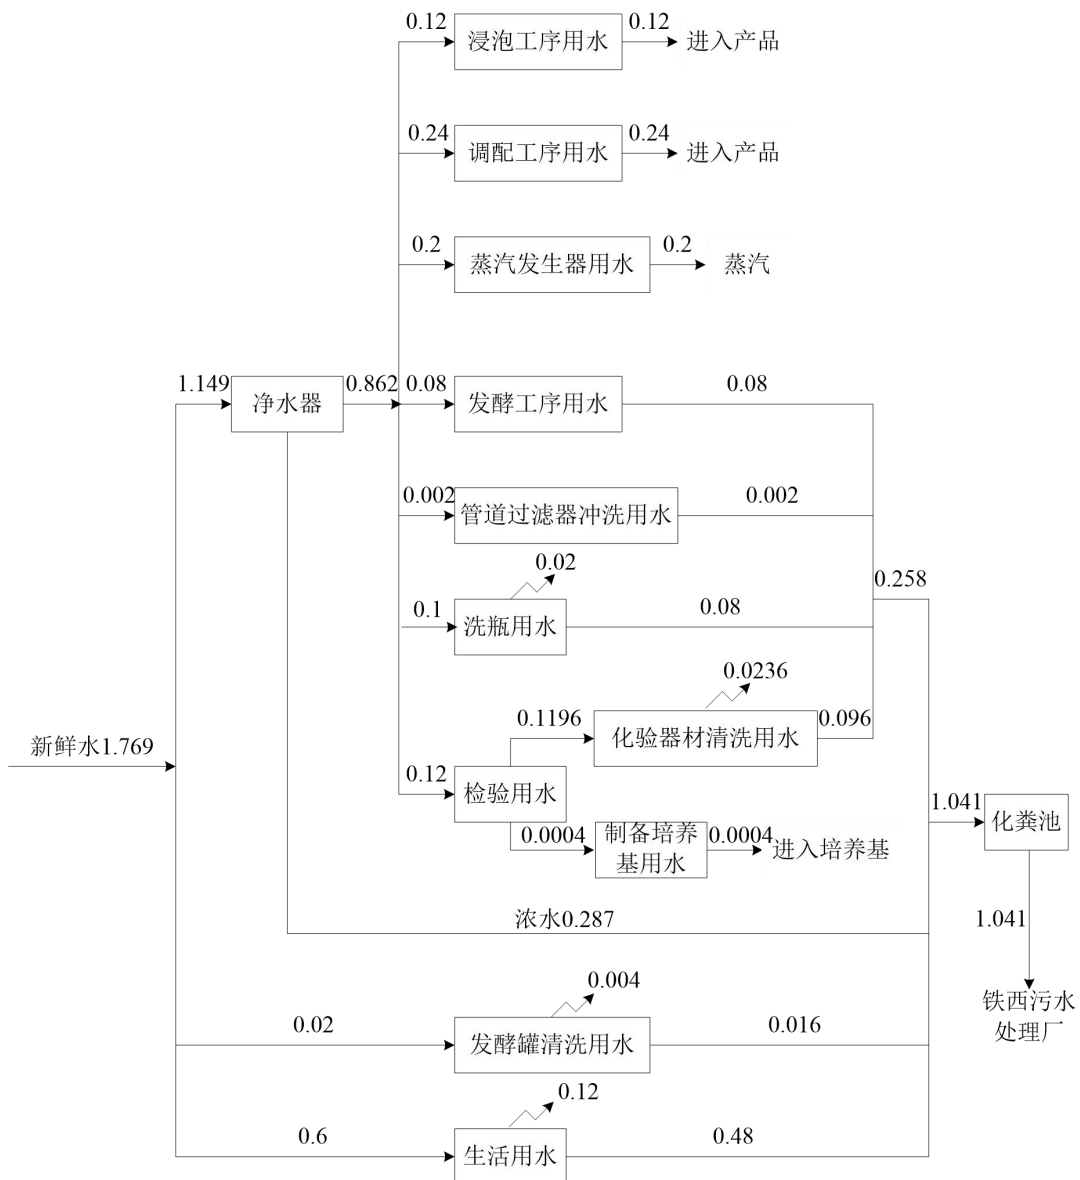 0.12
浸泡工序用水
0.12
进入产品
0.24
调配工序用水
0.24
进入产品
0.2
蒸汽发生器用水
0.2
蒸汽
1.149
净水器
0.862
0.08
发酵工序用水
0.08
0.002
管道过滤器冲洗用水
0.002
0.02
0.1
洗瓶用水
0.08
0.258
0.0236
0.1196
化验器材清洗用水
0.096
新鲜水1.769
0.12
检验用水
0.0004
制备培养
基用水
0.0004
进入培养基
1.041
化粪池
浓水0.287
1.041
铁西污水
处理厂
0.004
0.02
发酵罐清洗用水
0.016
0.12
0.6
生活用水
0.48